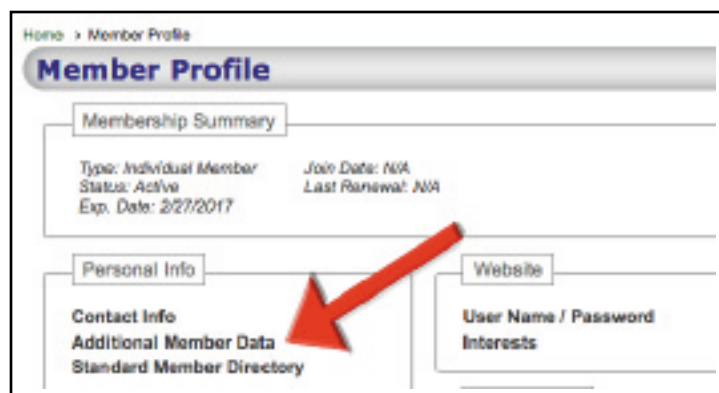 Home > Member Profile
Member Profile
Membership Summary
Type: Individual Member Join Date: N/A
Status: Active Last Renewal: N/A
Exp. Date: 2/27/2017
Personal Info
Website
Contact Info
User Name / Password
Additional Member Data
Interests
Standard Member Directory